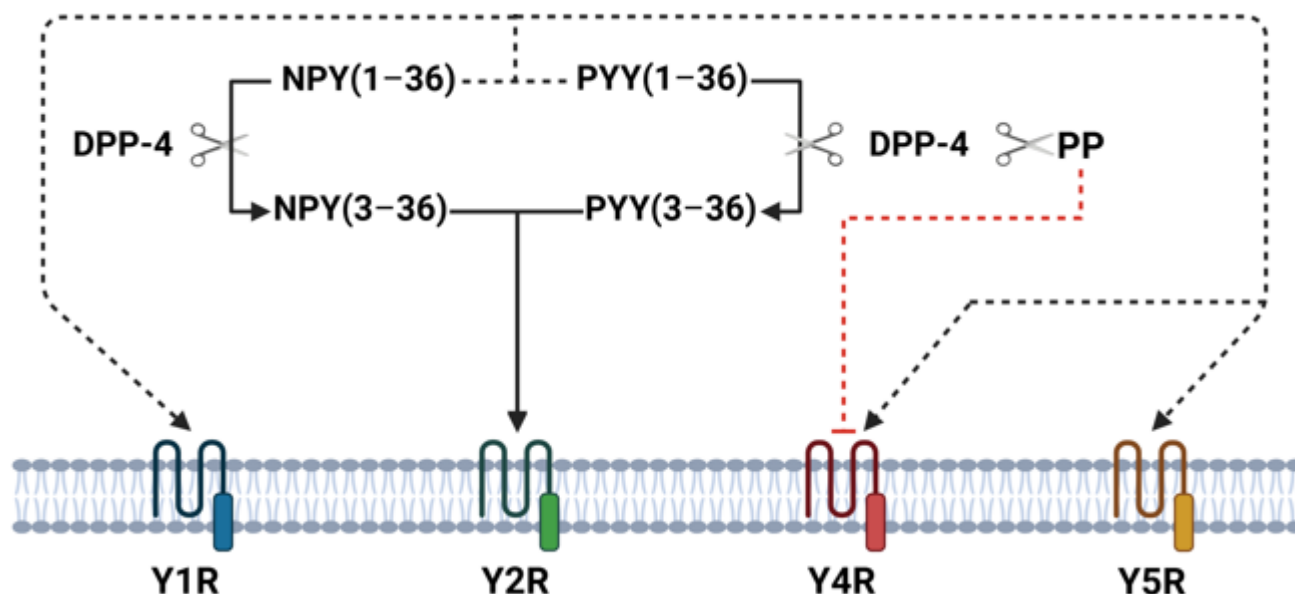 NPY(1–36) PYY(1–36)
DPP-4 DPP-4 PP
NPY(3–36) PYY(3–36)
Y1R Y2R Y4R Y5R